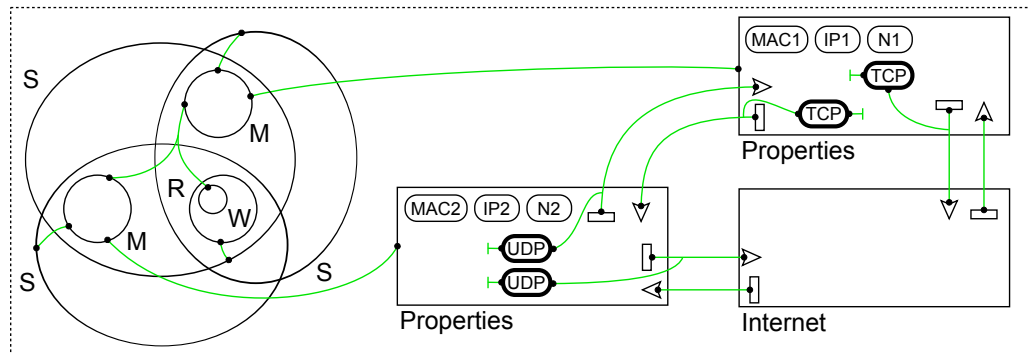 MAC1 IP1 N1
S
S
TCP
M
TCP
Properties
R
MAC2 IP2 N2
W
M
UDP
S
S
UDP
Properties
Internet